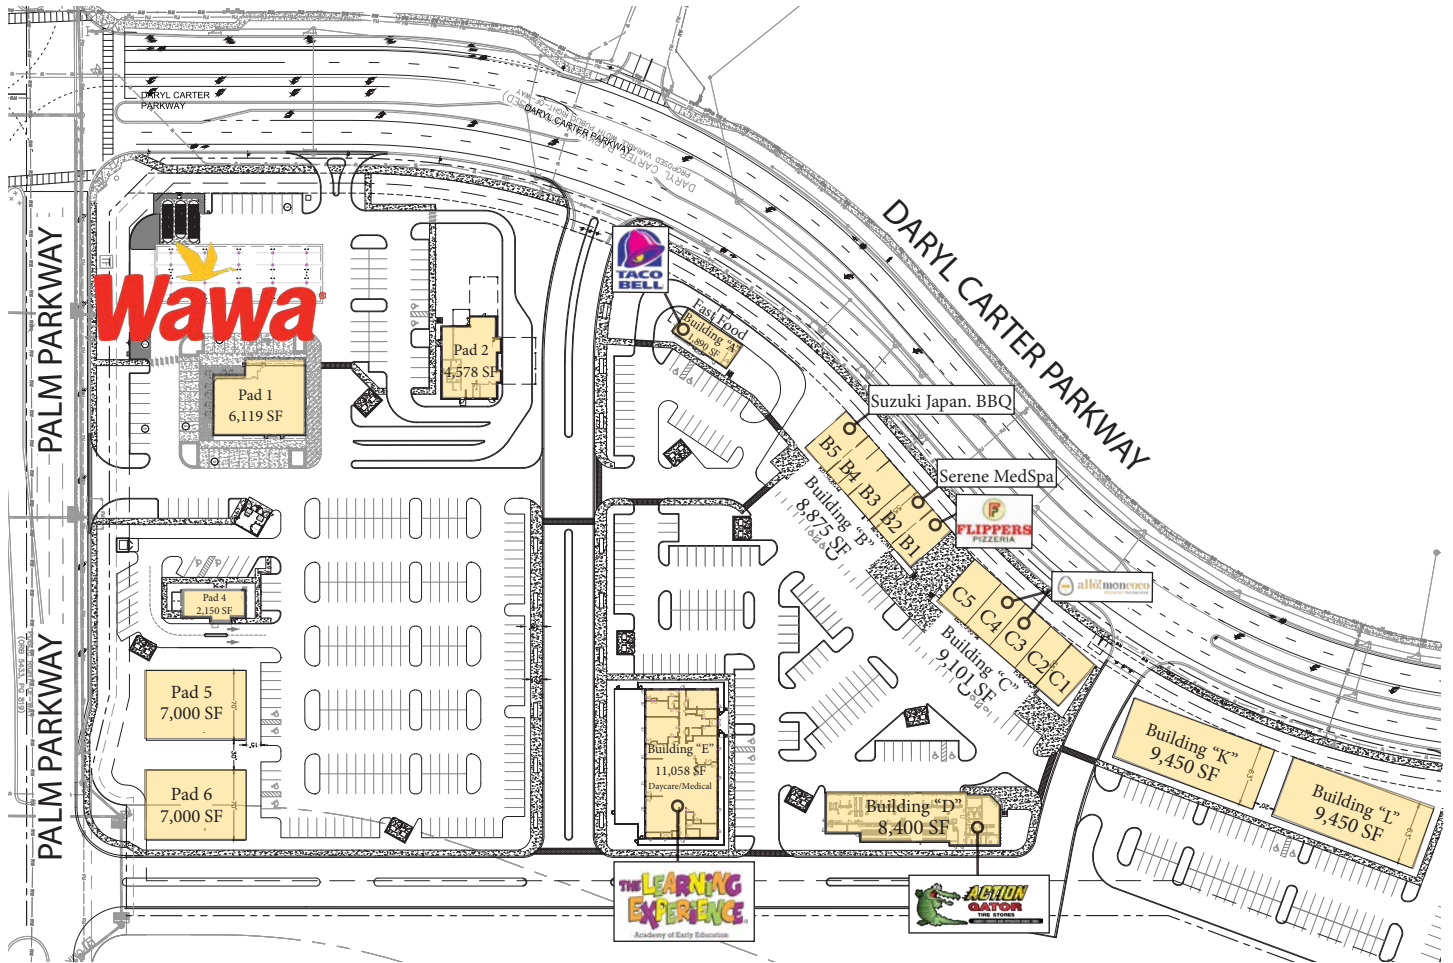 DARYL CARTER
PARKWAY
DARYL CARTER PARKWAY
DARYL CARTER PARKWAY
PALM PARKWAY
PALM PARKWAY
Wawa
TACO
BELL
Fast Food
Building "A"
1,890 SF
Pad 2
4,578 SF
Pad 1
6,119 SF
Suzuki Japan. BBQ
Serene MedSpa
FLIPPERS
PIZZERIA
B5
B4
B3
B2
B1
Building "B"
8,875 SF
allô! moncoco
C5
C4
C3
C2
C1
Building "C"
9,101 SF
Pad 4
2,150 SF
Pad 5
7,000 SF
Pad 6
7,000 SF
Building "E"
11,058 SF
Daycare/Medical
Building "D"
8,400 SF
Building "K"
9,450 SF
Building "L"
9,450 SF
THE LEARNING
EXPERIENCE
Academy of Early Education
ACTION
GATOR
TIRE STORES